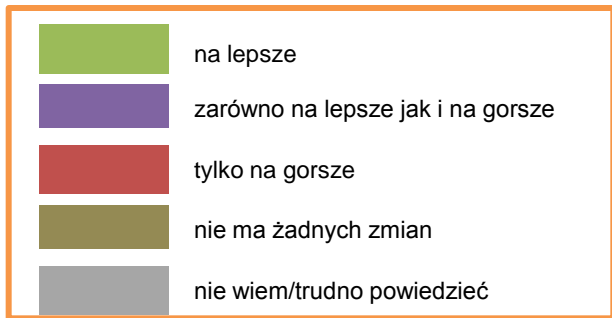 na lepsze
zarówno na lepsze jak i na gorsze
tylko na gorsze
nie ma żadnych zmian
nie wiem/trudno powiedzieć